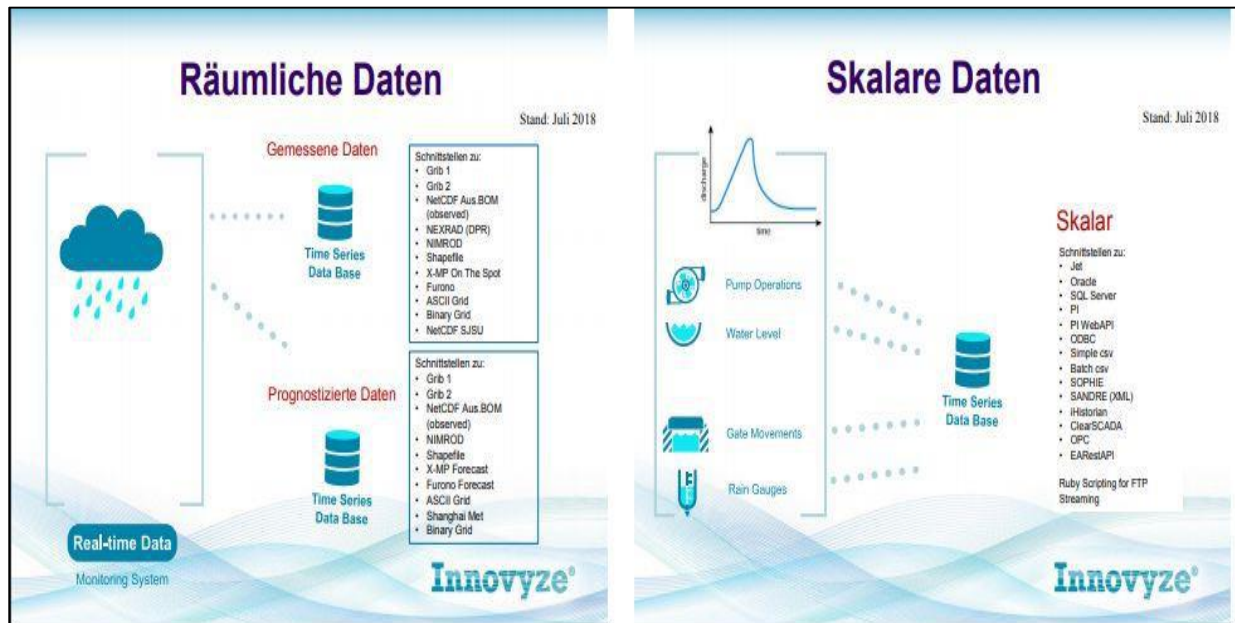 Räumliche Daten
Stand: Juli 2018
Gemessene Daten
Time Series
Data Base
Schnittstellen zu:
• Grib 1
• Grib 2
• NetCDF Aus.BOM
(observed)
• NEXRAD (DPR)
• NIMROD
• Shapefile
• X-MP On The Spot
• Furono
• ASCII Grid
• Binary Grid
• NetCDF SJSU
Prognostizierte Daten
Time Series
Data Base
Schnittstellen zu:
• Grib 1
• Grib 2
• NetCDF Aus.BOM
(observed)
• NIMROD
• Shapefile
• X-MP Forecast
• Furono Forecast
• ASCII Grid
• Shanghai Met
• Binary Grid
Real-time Data
Monitoring System
Innovyze®
Skalare Daten
Stand: Juli 2018
discharge
time
Pump Operations
Water Level
Gate Movements
Rain Gauges
Time Series
Data Base
Skalar
Schnittstellen zu:
• Jet
• Oracle
• SQL Server
• PI
• PI WebAPI
• ODBC
• Simple csv
• Batch csv
• SOPHIE
• SANDRE (XML)
• iHistorian
• ClearSCADA
• OPC
• EARestAPI
Ruby Scripting for FTP
Streaming
Innovyze®